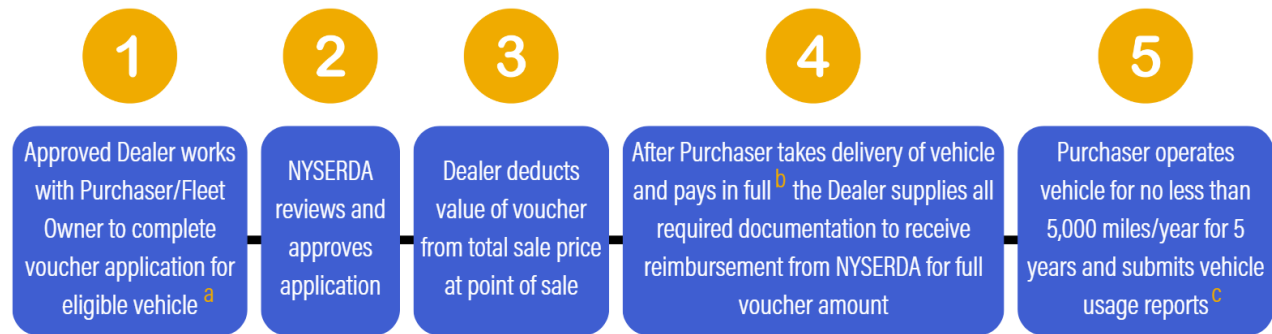 1
Approved Dealer works
with Purchaser/Fleet
Owner to complete
voucher application for
eligible vehicle a
2
NYSERDA
reviews and
approves
application
3
Dealer deducts
value of voucher
from total sale price
at point of sale
4
After Purchaser takes delivery of vehicle
and pays in full b the Dealer supplies all
required documentation to receive
reimbursement from NYSERDA for full
voucher amount
5
Purchaser operates
vehicle for no less than
5,000 miles/year for 5
years and submits vehicle
usage reports c